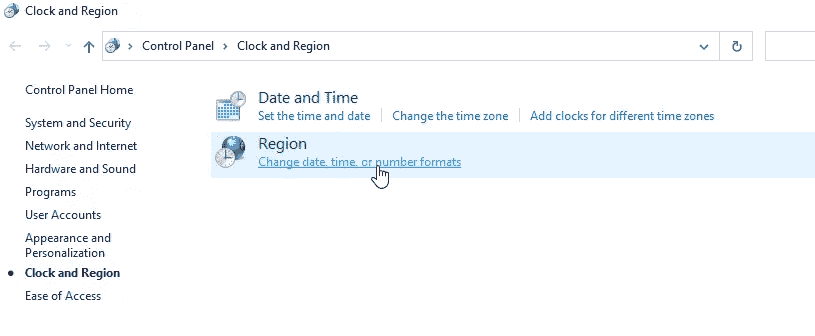 Clock and Region
Control Panel > Clock and Region
Control Panel Home
System and Security
Network and Internet
Hardware and Sound
Programs
User Accounts
Appearance and
Personalization
Clock and Region
Ease of Access
Date and Time
Set the time and date | Change the time zone | Add clocks for different time zones
Region
Change date, time, or number formats